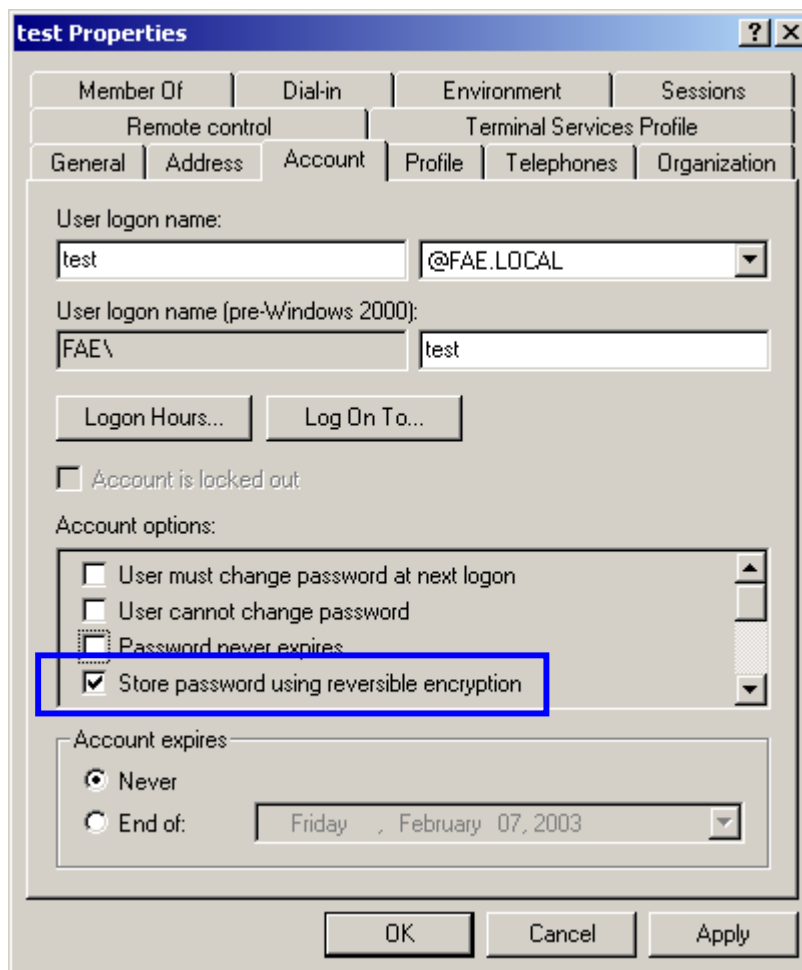 test Properties
Member Of Dial-in Environment Sessions
Remote control Terminal Services Profile
General Address Account Profile Telephones Organization
User logon name:
test @FAE.LOCAL
User logon name (pre-Windows 2000):
FAE\ test
Logon Hours... Log On To...
Account is locked out
Account options:
User must change password at next logon
User cannot change password
Password never expires
Store password using reversible encryption
Account expires
Never
End of: Friday , February 07, 2003
OK Cancel Apply